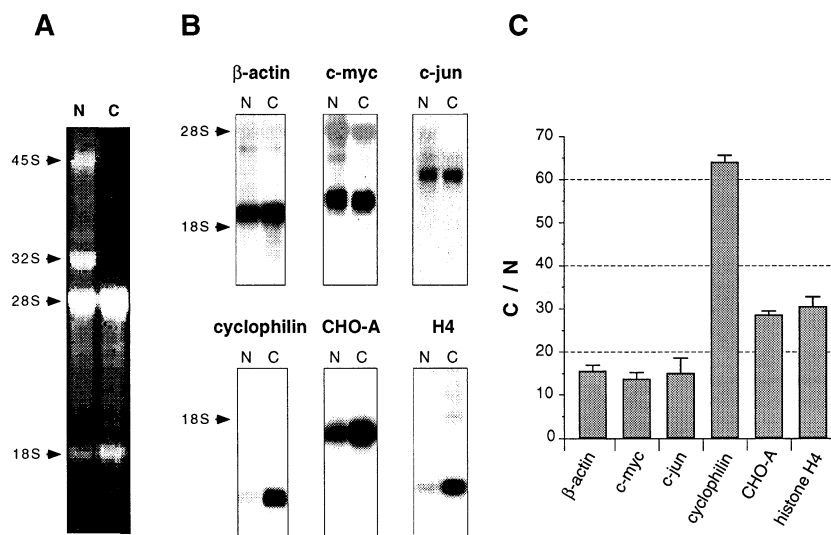 A
N C
45S
32S
28S
18S
B
β-actin c-myc c-jun
N C N C N C
28S
18S
cyclophilin CHO-A H4
N C N C N C
18S
C
C / N
70
60
50
40
30
20
10
0
β-actin
c-myc
c-jun
cyclophilin
CHO-A
histone H4